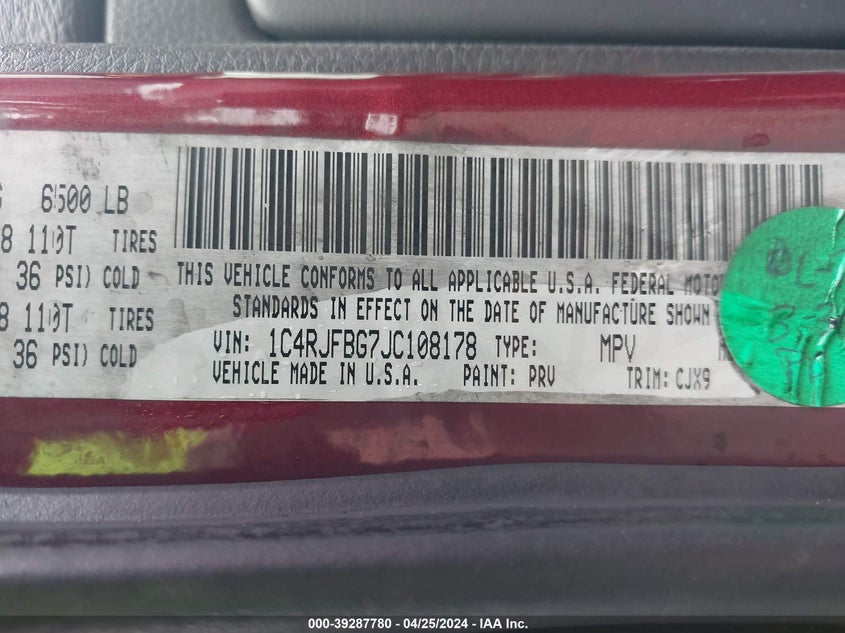 6500 LB
8 110T TIRES
36 PSI) COLD
8 110T TIRES
36 PSI) COLD
THIS VEHICLE CONFORMS TO ALL APPLICABLE U.S.A. FEDERAL MOTO
STANDARDS IN EFFECT ON THE DATE OF MANUFACTURE SHOWN
VIN: 1C4RJFBG7JC108178 TYPE: MPV
VEHICLE MADE IN U.S.A. PAINT: PRV TRIM: CJX9
000-39287780 - 04/25/2024 - IAA Inc.